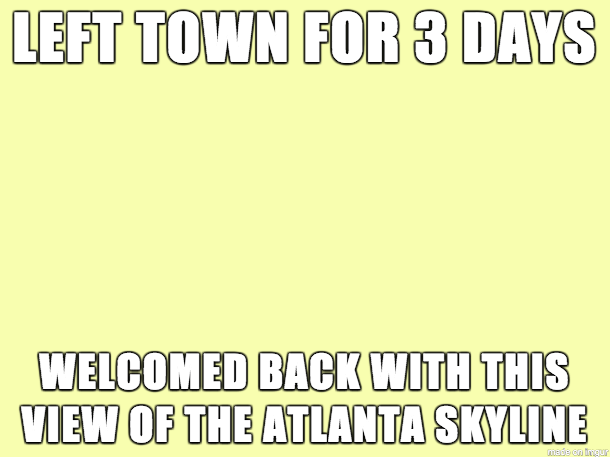 LEFT TOWN FOR 3 DAYS
WELCOMED BACK WITH THIS
VIEW OF THE ATLANTA SKYLINE
made on imgur